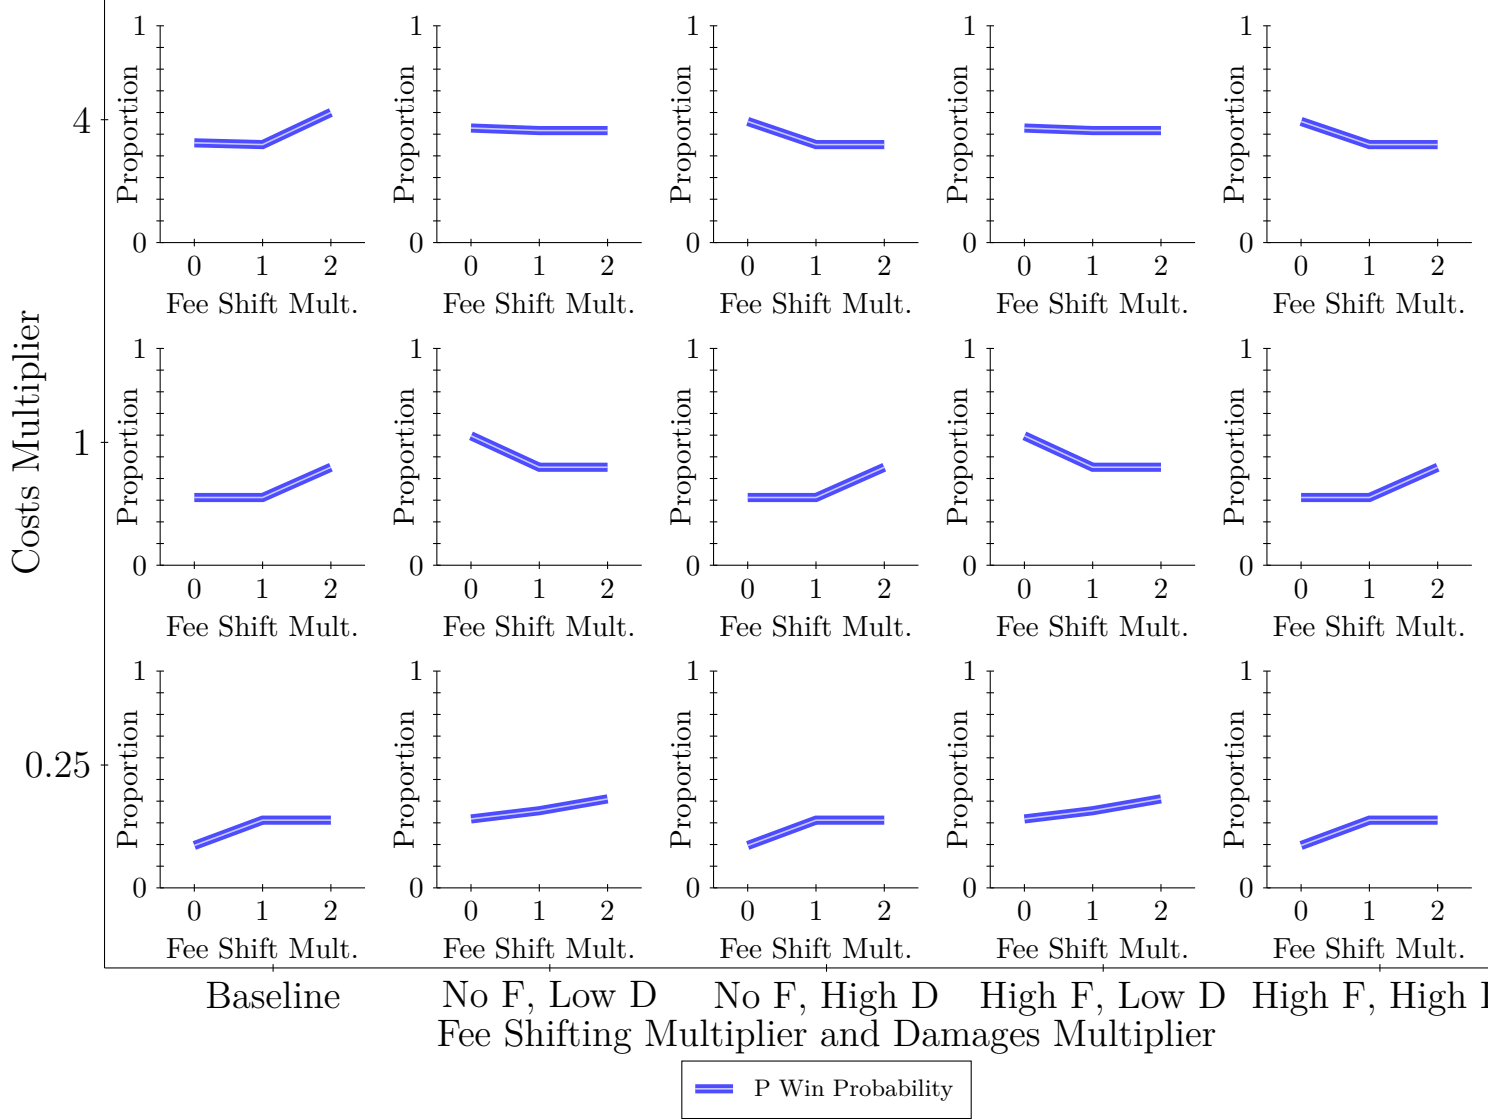 1 1 1 1 1
Proportion Proportion Proportion Proportion Proportion
4
0 0 0 0 0
0 1 2 0 1 2 0 1 2 0 1 2 0 1 2
Fee Shift Mult. Fee Shift Mult. Fee Shift Mult. Fee Shift Mult. Fee Shift Mult.
Costs Multiplier
1 1 1 1 1
Proportion Proportion Proportion Proportion Proportion
1
0 0 0 0 0
0 1 2 0 1 2 0 1 2 0 1 2 0 1 2
Fee Shift Mult. Fee Shift Mult. Fee Shift Mult. Fee Shift Mult. Fee Shift Mult.
1 1 1 1 1
Proportion Proportion Proportion Proportion Proportion
0.25
0 0 0 0 0
0 1 2 0 1 2 0 1 2 0 1 2 0 1 2
Fee Shift Mult. Fee Shift Mult. Fee Shift Mult. Fee Shift Mult. Fee Shift Mult.
Baseline No F, Low D No F, High D High F, Low D High F, High
Fee Shifting Multiplier and Damages Multiplier
P Win Probability